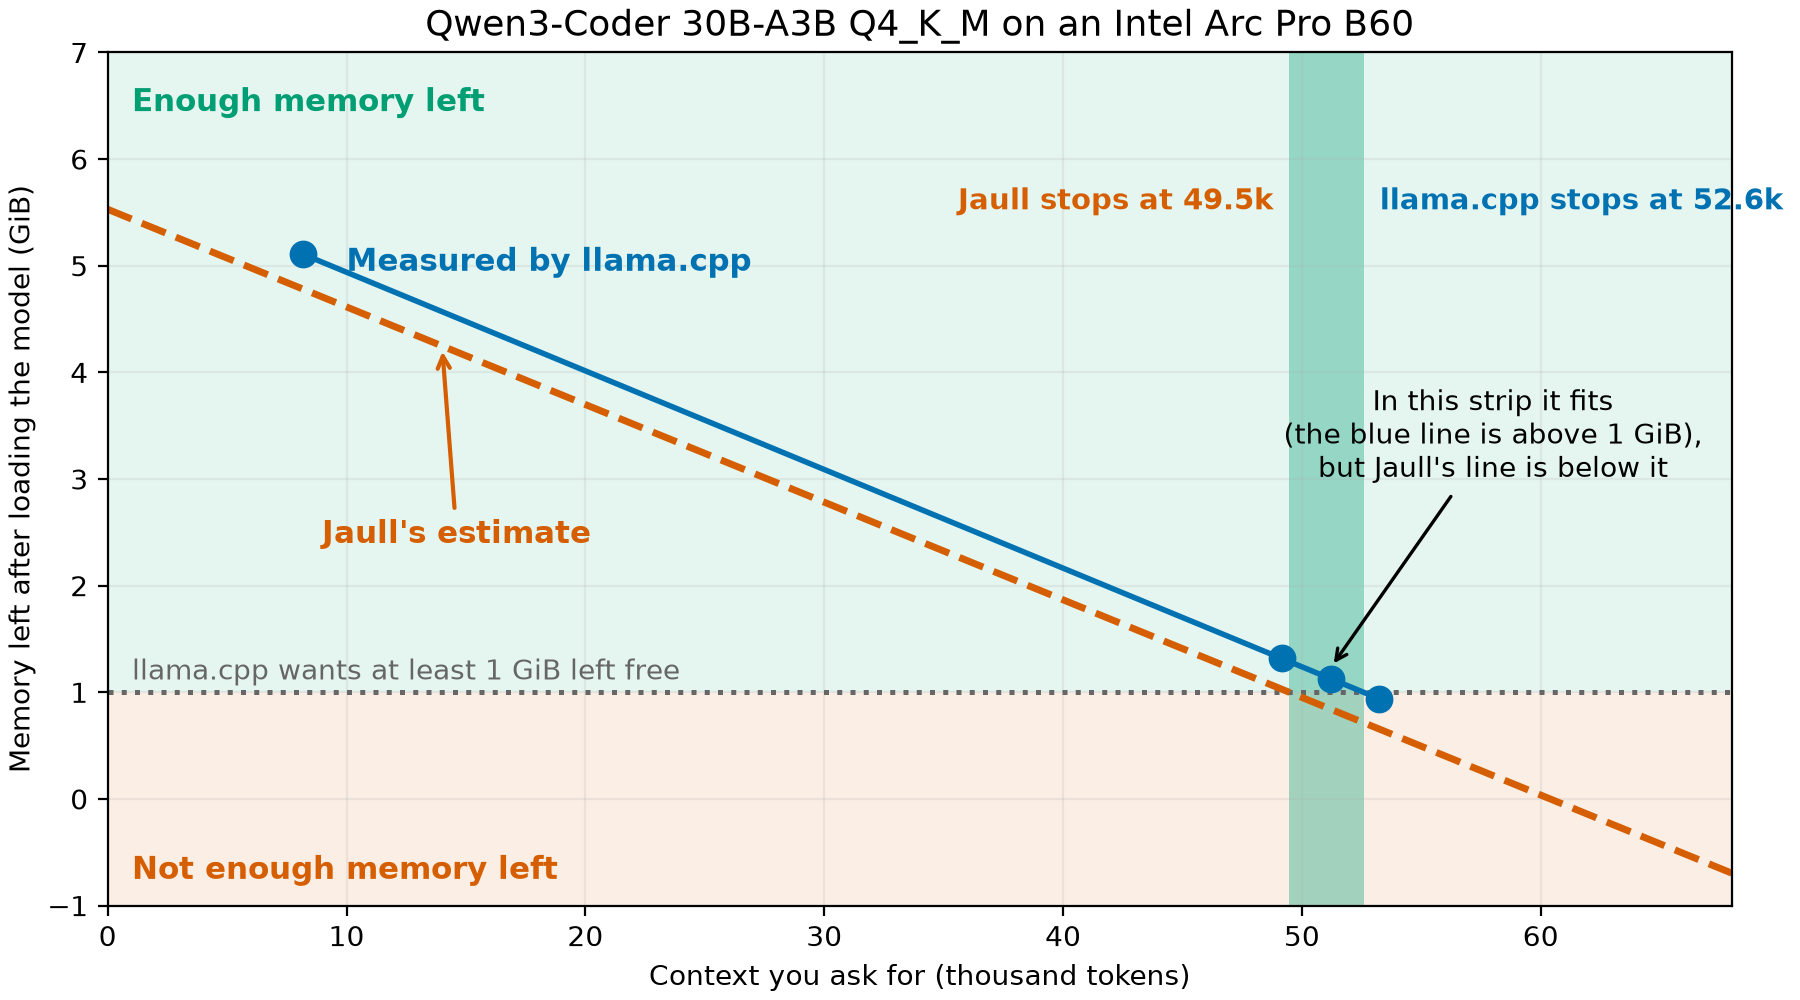 Qwen3-Coder 30B-A3B Q4_K_M on an Intel Arc Pro B60
7
Enough memory left
6
Jaull stops at 49.5k
llama.cpp stops at 52.6k
Measured by llama.cpp
5
4
In this strip it fits
(the blue line is above 1 GiB),
but Jaull's line is below it
3
Jaull's estimate
2
llama.cpp wants at least 1 GiB left free
1
0
Not enough memory left
−1
Memory left after loading the model (GiB)
0 10 20 30 40 50 60
Context you ask for (thousand tokens)